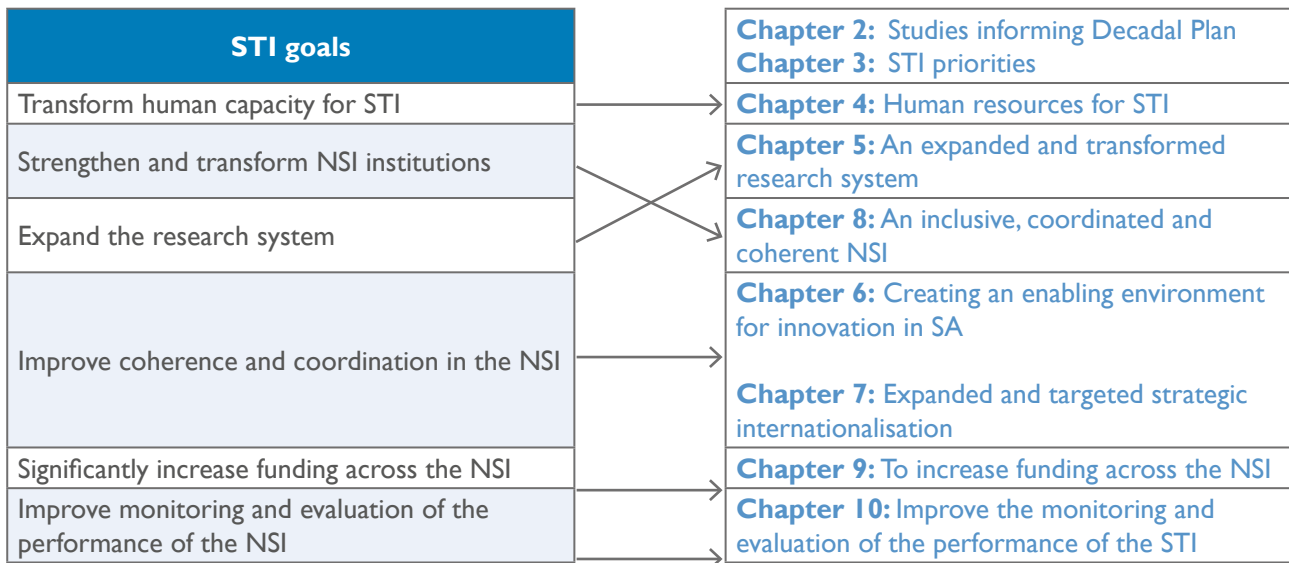 STI goals
Transform human capacity for STI
Strengthen and transform NSI institutions
Expand the research system
Improve coherence and coordination in the NSI
Significantly increase funding across the NSI
Improve monitoring and evaluation of the
performance of the NSI
Chapter 2: Studies informing Decadal Plan
Chapter 3: STI priorities
Chapter 4: Human resources for STI
Chapter 5: An expanded and transformed
research system
Chapter 8: An inclusive, coordinated and
coherent NSI
Chapter 6: Creating an enabling environment
for innovation in SA
Chapter 7: Expanded and targeted strategic
internationalisation
Chapter 9: To increase funding across the NSI
Chapter 10: Improve the monitoring and
evaluation of the performance of the STI